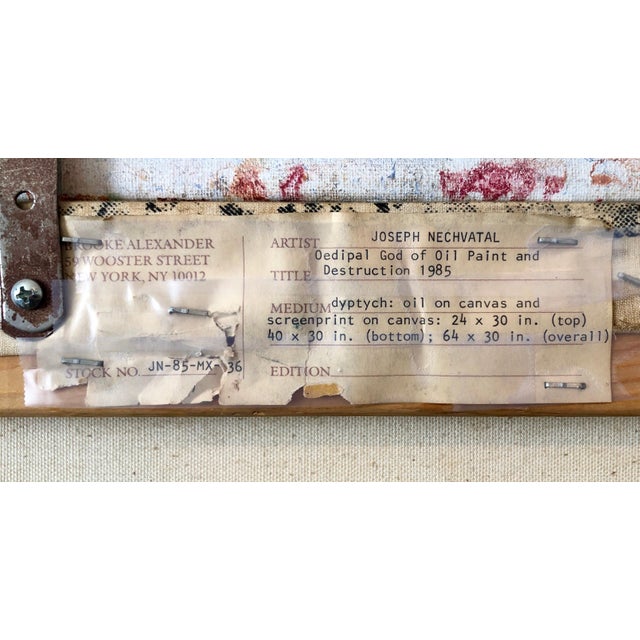 BROOKE ALEXANDER
59 WOOSTER STREET
NEW YORK, NY 10012
STOCK NO. JN-85-MX- 36
ARTIST JOSEPH NECHVATAL
Oedipal God of Oil Paint and
TITLE Destruction 1985
MEDIUM dyptych: oil on canvas and
screenprint on canvas: 24 x 30 in. (top)
40 x 30 in. (bottom); 64 x 30 in. (overall)
EDITION